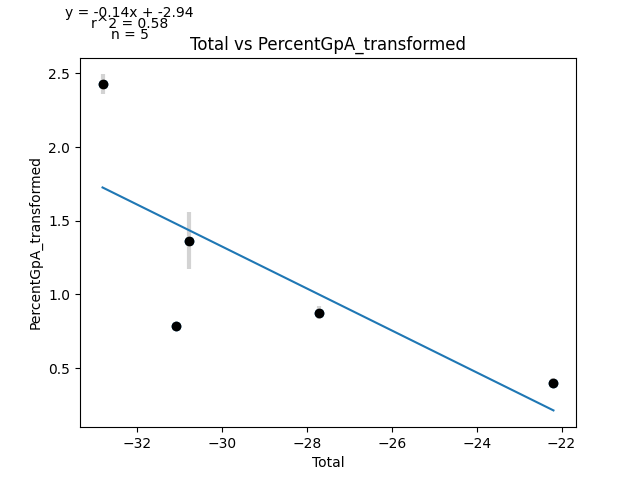 y = -0.14x + -2.94
r^2 = 0.58
n = 5
Total vs PercentGpA_transformed
2.5
2.0
1.5
1.0
0.5
PercentGpA_transformed
−32 −30 −28 −26 −24 −22
Total